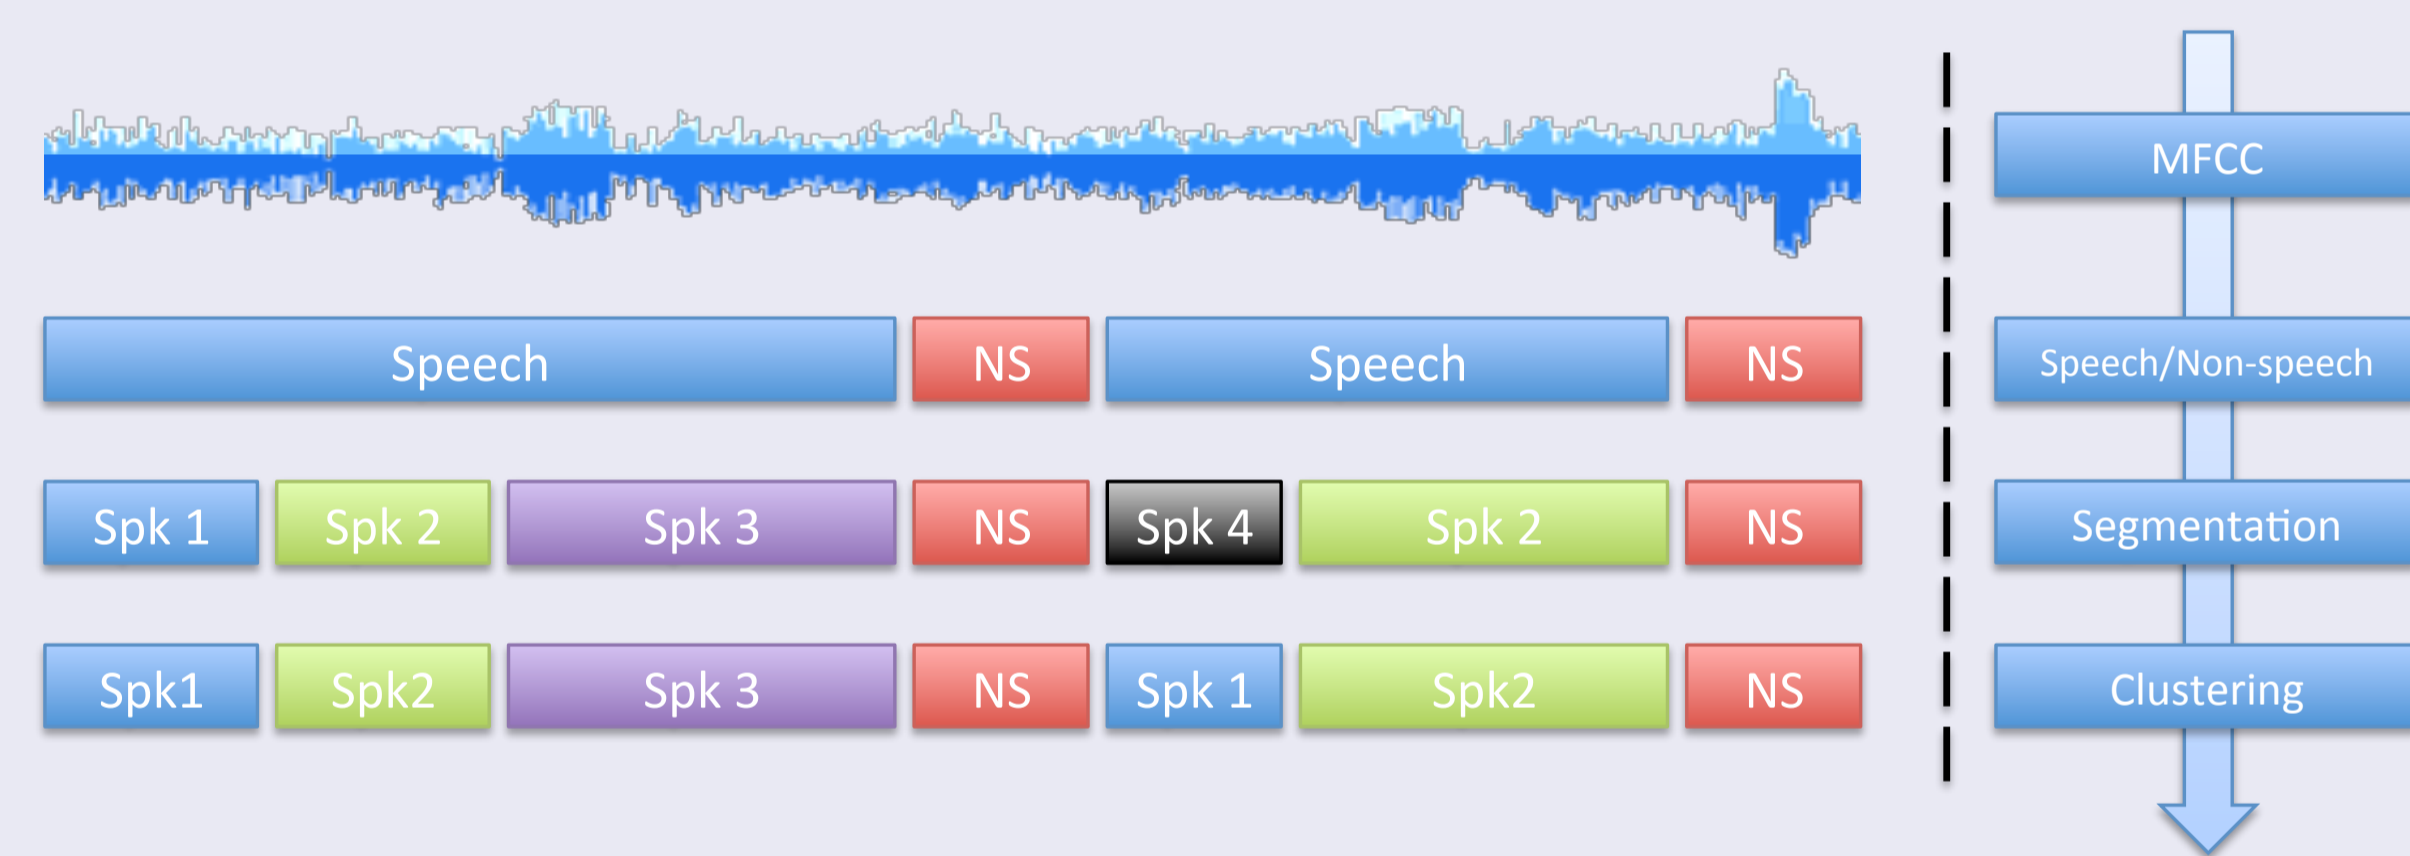 MFCC
Speech NS Speech NS Speech/Non-speech
Spk 1 Spk 2 Spk 3 NS Spk 4 Spk 2 NS Segmentation
Spk1 Spk2 Spk 3 NS Spk 1 Spk2 NS Clustering